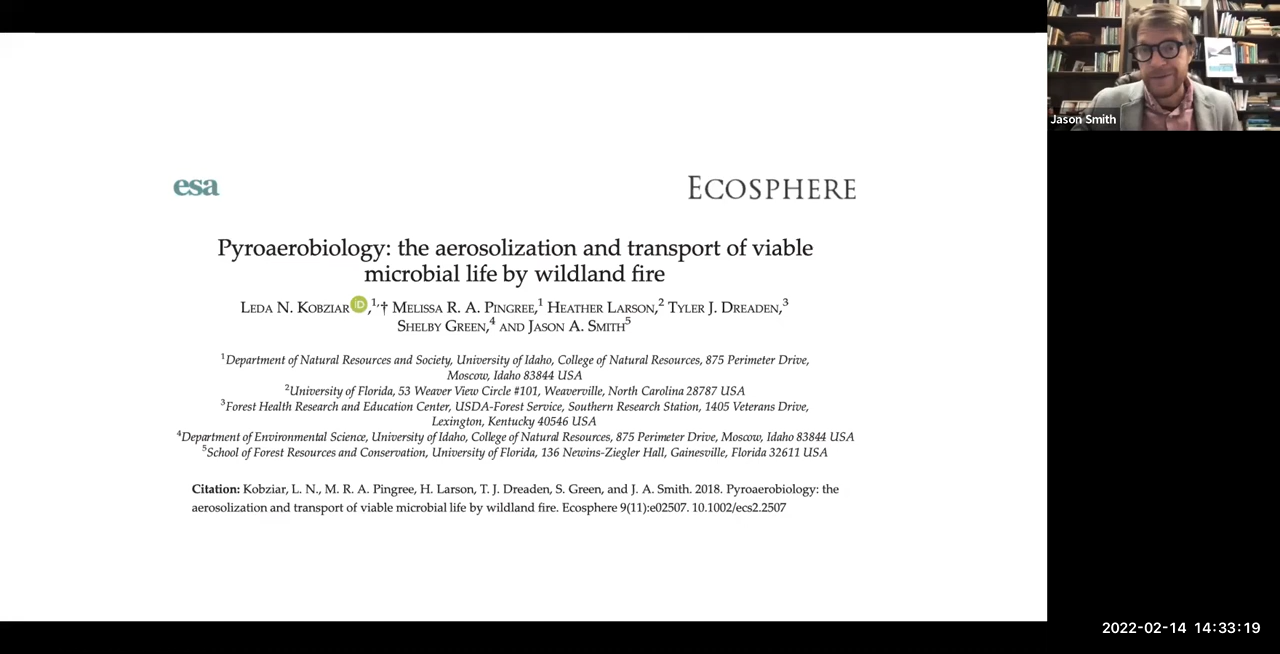 Jason Smith
esa
ECOSPHERE
Pyroaerobiology: the aerosolization and transport of viable
microbial life by wildland fire
LEDA N. KOBZIAR iD,1,† MELISSA R. A. PINGREE,1 HEATHER LARSON,2 TYLER J. DREADEN,3
SHELBY GREEN,4 AND JASON A. SMITH5
1Department of Natural Resources and Society, University of Idaho, College of Natural Resources, 875 Perimeter Drive,
Moscow, Idaho 83844 USA
2University of Florida, 53 Weaver View Circle #101, Weaverville, North Carolina 28787 USA
3Forest Health Research and Education Center, USDA-Forest Service, Southern Research Station, 1405 Veterans Drive,
Lexington, Kentucky 40546 USA
4Department of Environmental Science, University of Idaho, College of Natural Resources, 875 Perimeter Drive, Moscow, Idaho 83844 USA
5School of Forest Resources and Conservation, University of Florida, 136 Newins-Ziegler Hall, Gainesville, Florida 32611 USA
Citation: Kobziar, L. N., M. R. A. Pingree, H. Larson, T. J. Dreaden, S. Green, and J. A. Smith. 2018. Pyroaerobiology: the
aerosolization and transport of viable microbial life by wildland fire. Ecosphere 9(11):e02507. 10.1002/ecs2.2507
2022-02-14 14:33:19